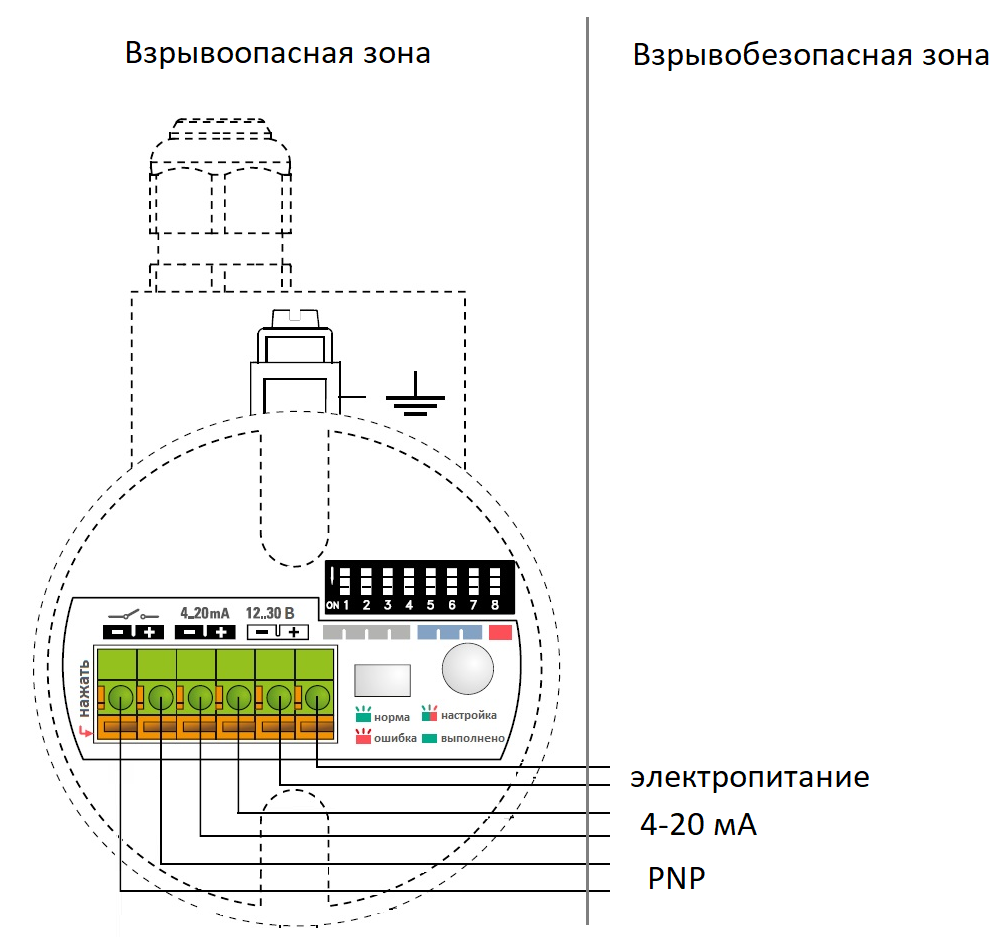 Взрывоопасная зона
Взрывобезопасная зона
ON 1 2 3 4 5 6 7 8
4..20mA 12..30 В
- + - + - +
нажать
норма настройка
ошибка выполнено
электропитание
4-20 мА
PNP